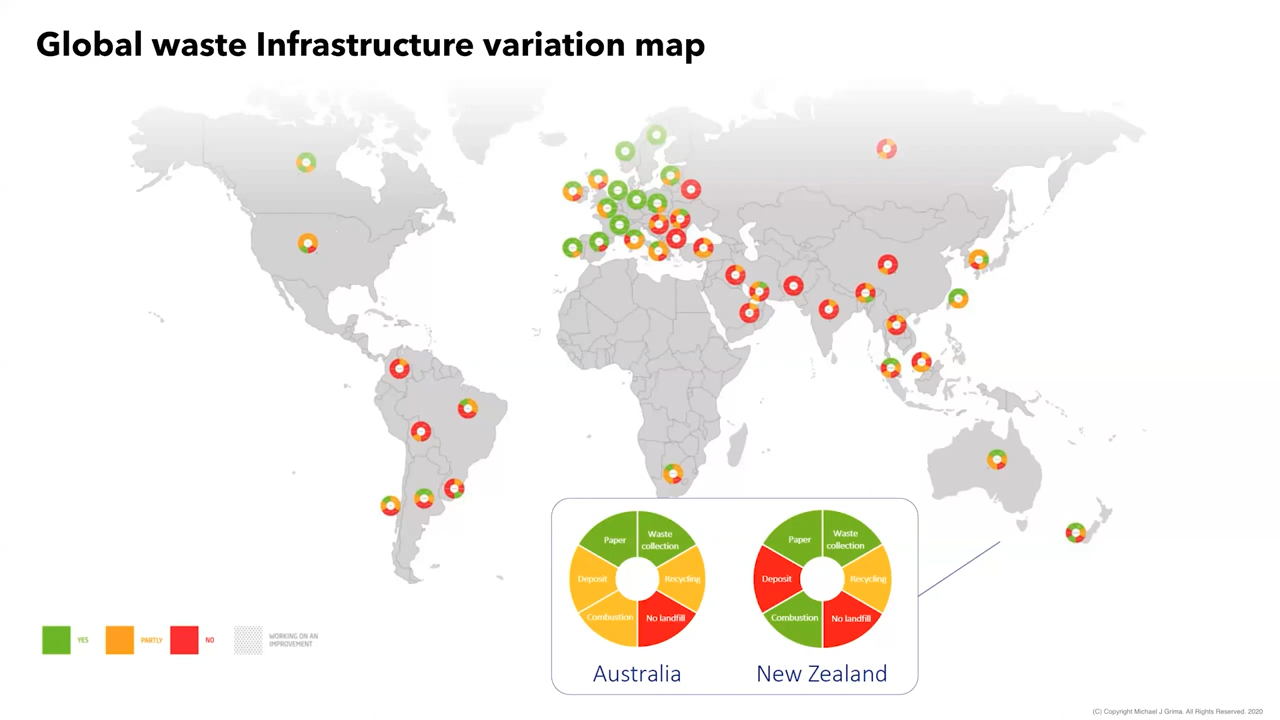 Global waste Infrastructure variation map
Paper
Waste
collection
Deposit
Recycling
Combustion
No landfill
Australia
Paper
Waste
collection
Deposit
Recycling
Combustion
No landfill
New Zealand
YES
PARTLY
NO
WORKING ON AN
IMPROVEMENT
(C) Copyright Michael J Grima. All Rights Reserved. 2020